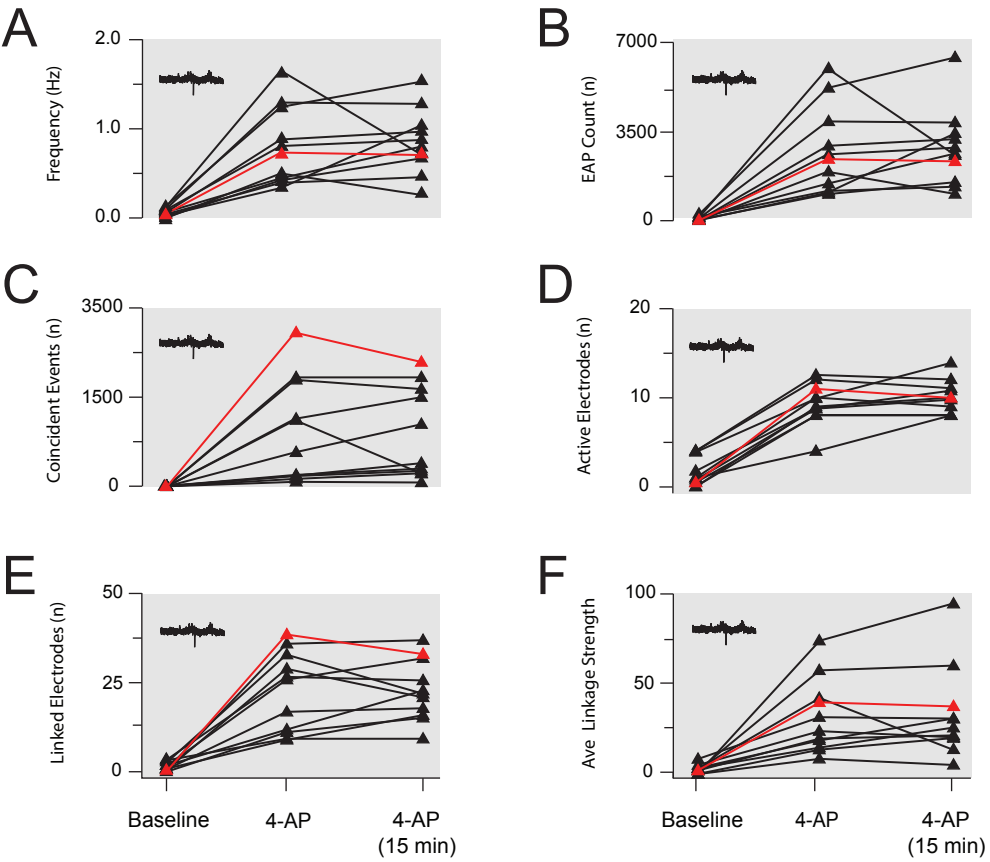 A
Frequency (Hz)
2.0
1.0
0.0
B
EAP Count (n)
7000
3500
0
C
Coincident Events (n)
3500
1500
0
D
Active Electrodes (n)
20
10
0
E
Linked Electrodes (n)
50
25
0
Baseline
4-AP
4-AP
(15 min)
F
Ave Linkage Strength
100
50
0
Baseline
4-AP
4-AP
(15 min)